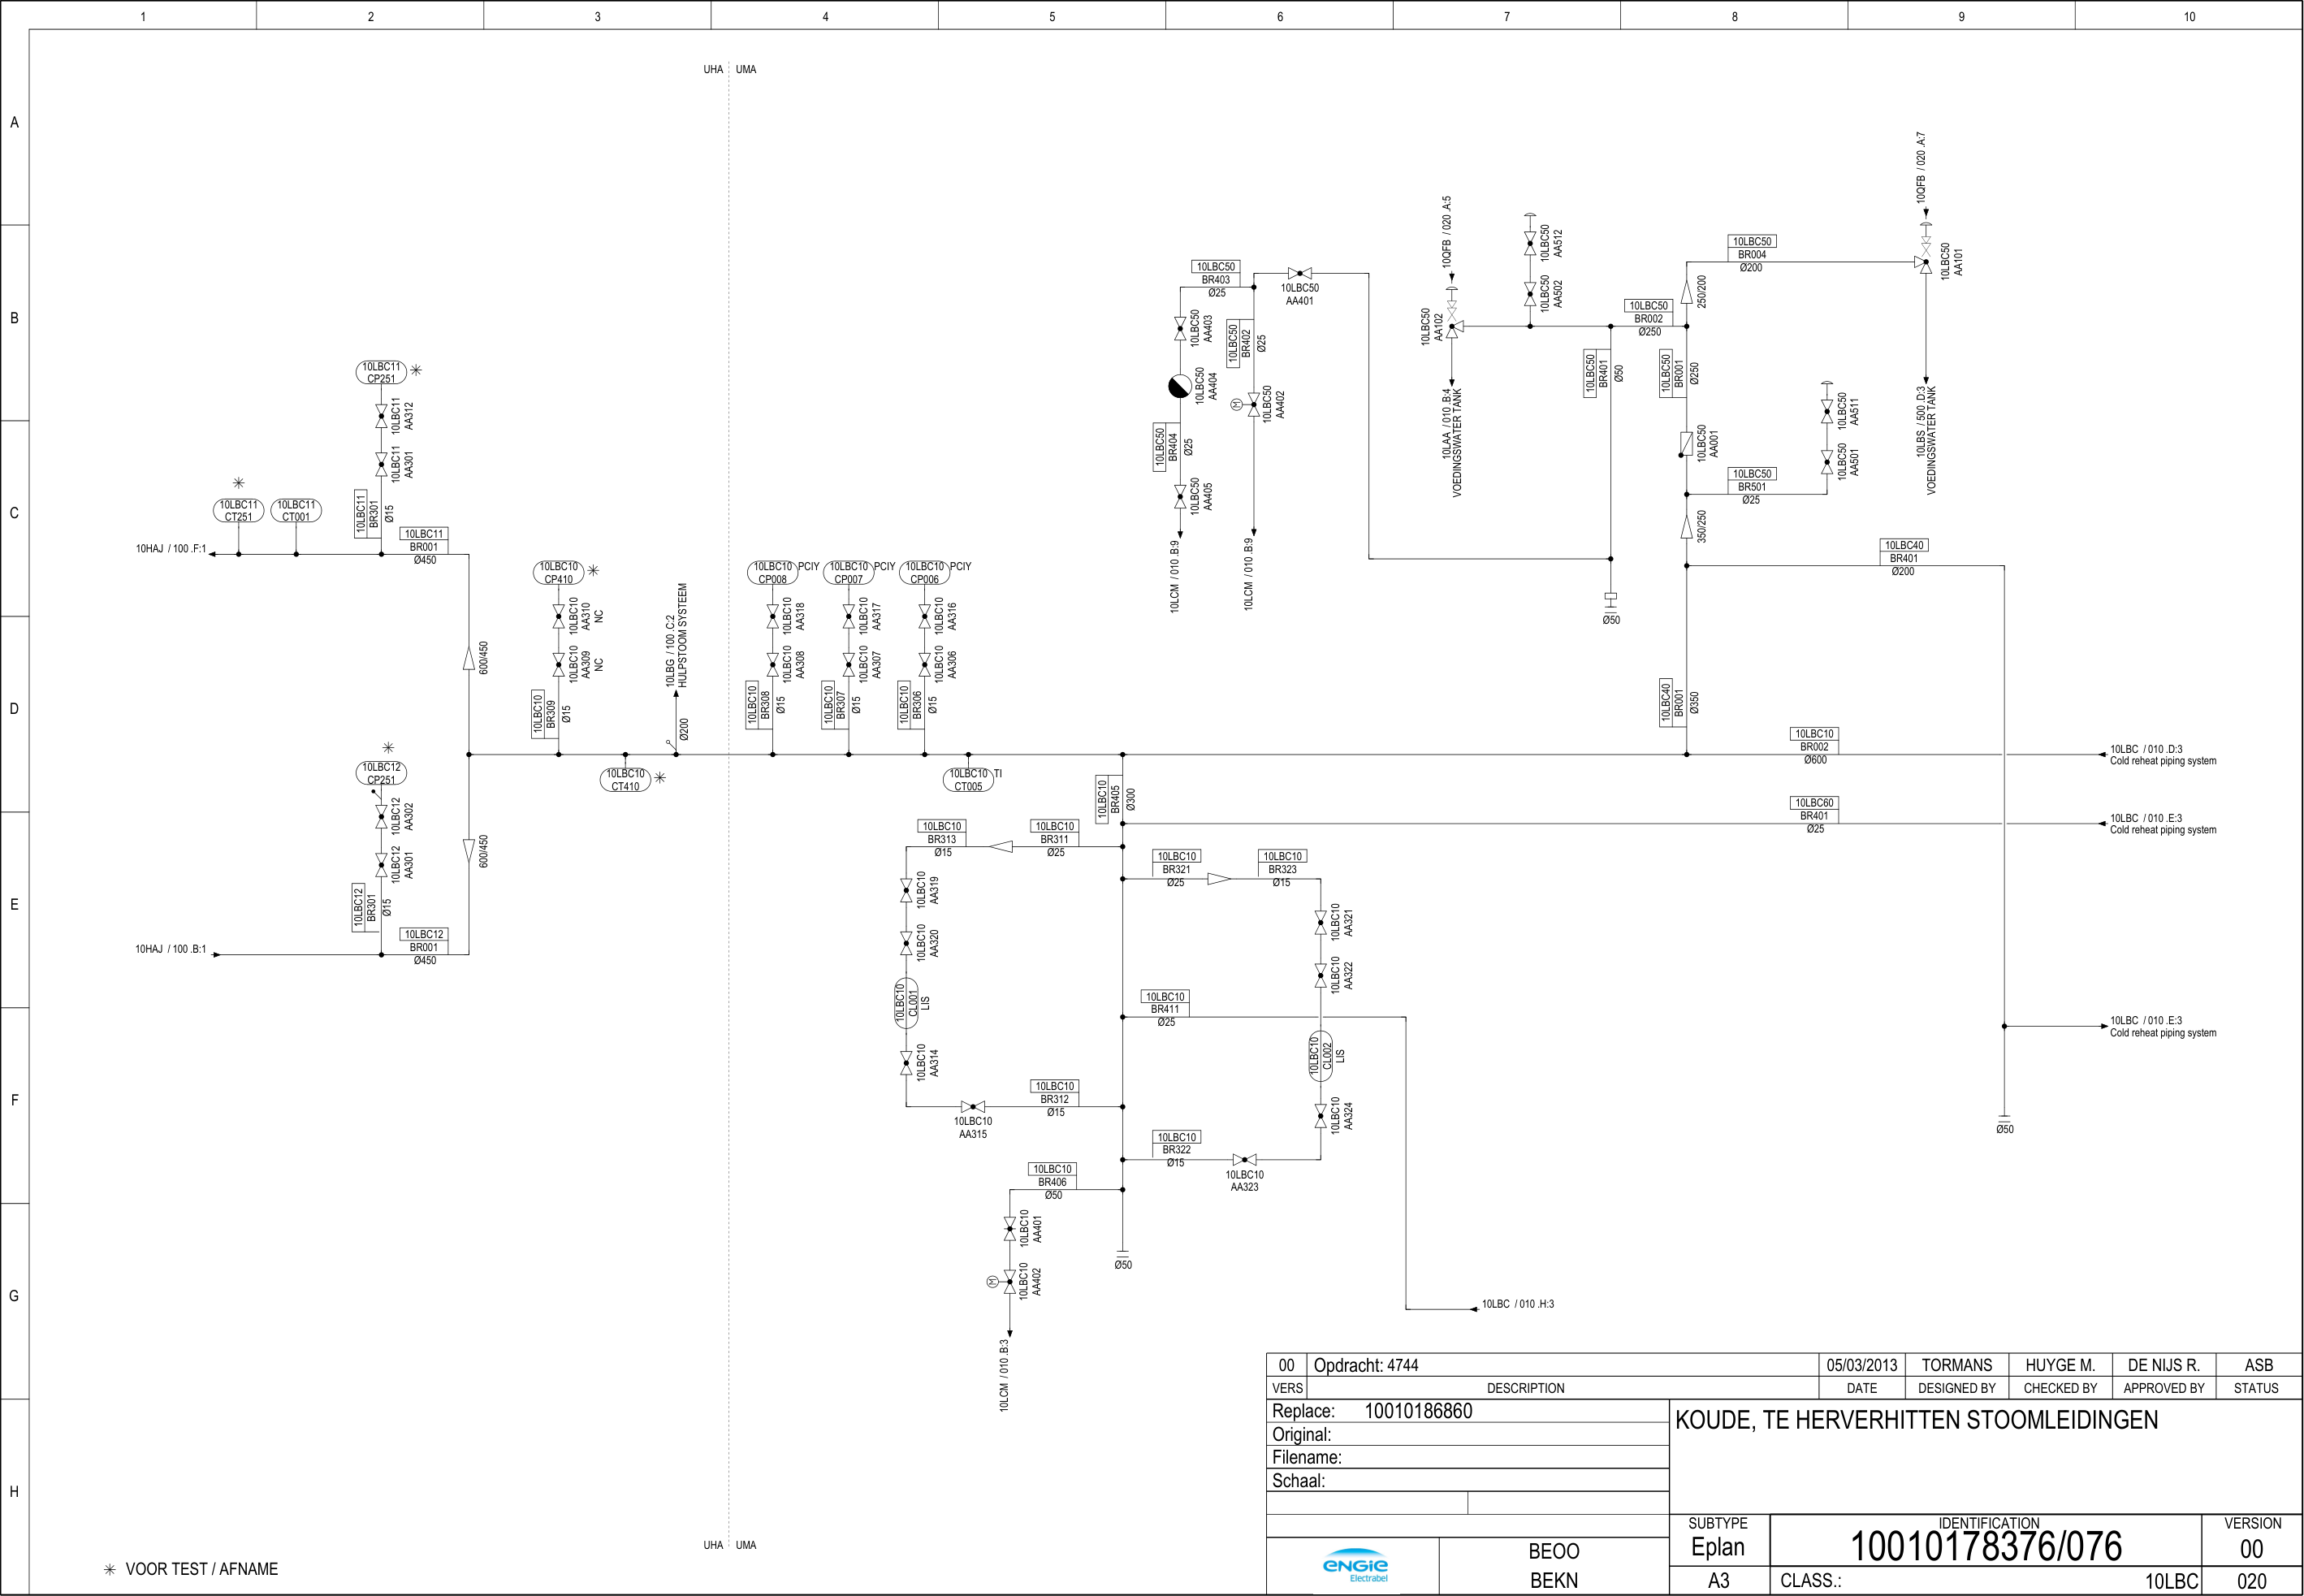 1 2 3 4 5 6 7 8 9 10
UHA UMA
A
B
C
D
E
F
G
H
10LBC11
CP251
10LBC11
AA312
10LBC11
AA301
10LBC11
BR301
Ø15
10LBC11
CT251
10LBC11
CT001
10LBC11
BR001
Ø450
10HAJ / 100 .F:1
600/450
10LBC12
CP251
10LBC12
AA302
10LBC12
AA301
10LBC12
BR301
Ø15
10LBC12
BR001
Ø450
10HAJ / 100 .B:1
600/450
10LBC10
CP410
10LBC10
AA310
NC
10LBC10
AA309
NC
10LBC10
BR309
Ø15
10LBC10
CT410
10LBG / 100 .C:2
HULPSTOOM SYSTEEM
Ø200
10LBC10
CP008
PCIY
10LBC10
AA318
10LBC10
AA308
10LBC10
BR308
Ø15
10LBC10
CP007
PCIY
10LBC10
AA317
10LBC10
AA307
10LBC10
BR307
Ø15
10LBC10
CP006
PCIY
10LBC10
AA316
10LBC10
AA306
10LBC10
BR306
Ø15
10LBC10
CT005
TI
10LBC10
BR405
Ø300
10LBC10
BR313
Ø15
10LBC10
BR311
Ø25
10LBC10
AA319
10LBC10
AA320
10LBC10
CL001
LIS
10LBC10
AA314
10LBC10
AA315
10LBC10
BR312
Ø15
10LBC10
BR321
Ø25
10LBC10
BR323
Ø15
10LBC10
AA321
10LBC10
AA322
10LBC10
BR411
Ø25
10LBC10
CL002
LIS
10LBC10
AA324
10LBC10
BR322
Ø15
10LBC10
AA323
10LBC10
BR406
Ø50
10LBC10
AA401
M
10LBC10
AA402
10LCM / 010 .B:3
Ø50
10LBC / 010 .H:3
10LBC50
BR403
Ø25
10LBC50
AA401
10LBC50
AA403
10LBC50
BR402
Ø25
10LBC50
AA404
M
10LBC50
AA402
10LBC50
BR404
Ø25
10LBC50
AA405
10LCM / 010 .B:9
10LCM / 010 .B:9
10QFB / 020 .A:5
10LBC50
AA102
10LAA / 010 .B:4
VOEDINGSWATER TANK
10LBC50
AA512
10LBC50
AA502
10LBC50
BR401
Ø50
Ø50
10LBC50
BR002
Ø250
10LBC50
BR001
Ø250
250/200
10LBC50
BR004
Ø200
10QFB / 020 .A:7
10LBC50
AA101
10LBS / 500 .D:3
VOEDINGSWATER TANK
10LBC50
AA001
10LBC50
AA511
10LBC50
AA501
10LBC50
BR501
Ø25
350/250
10LBC40
BR401
Ø200
10LBC40
BR001
Ø350
10LBC10
BR002
Ø600
10LBC / 010 .D:3
Cold reheat piping system
10LBC60
BR401
Ø25
10LBC / 010 .E:3
Cold reheat piping system
10LBC / 010 .E:3
Cold reheat piping system
Ø50
UHA UMA
✳ VOOR TEST / AFNAME
00 Opdracht: 4744 05/03/2013 TORMANS HUYGE M. DE NIJS R. ASB
VERS DESCRIPTION DATE DESIGNED BY CHECKED BY APPROVED BY STATUS
Replace: 10010186860
Original:
Filename:
Schaal:
KOUDE, TE HERVERHITTEN STOOMLEIDINGEN
ENGIE
Electrabel
BEOO
BEKN
SUBTYPE
Eplan
A3
IDENTIFICATION
10010178376/076
CLASS.: 10LBC
VERSION
00
020